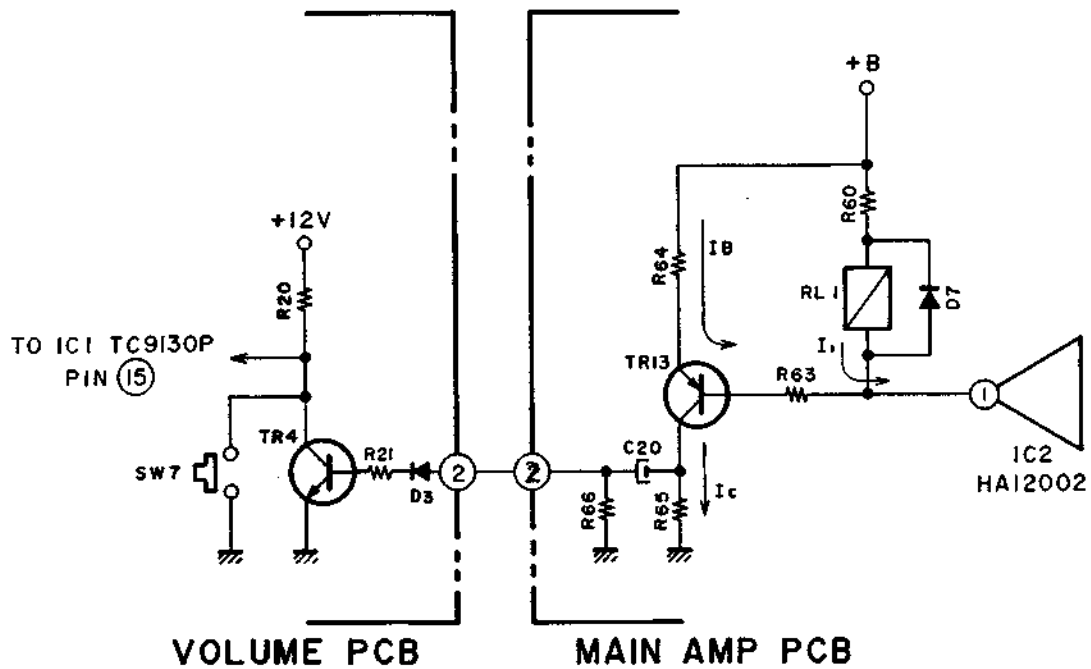 +B
R60
+12V
IB
R64
RL1
D7
R20
TO IC1 TC9130P
PIN 15
I1
TR13
R63
1
TR4
R21
C20
SW7
D3
2
2
IC2
HA12002
Ic
R66
R65
VOLUME PCB
MAIN AMP PCB